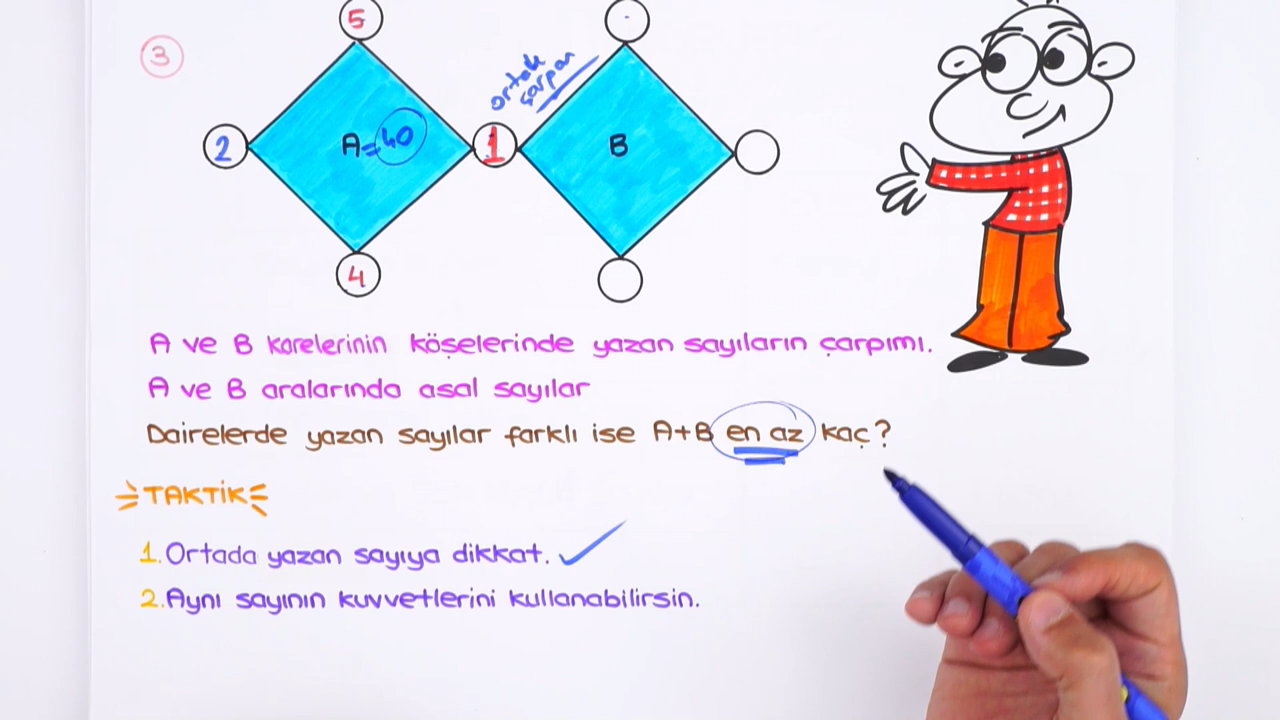 3
5
2
A=40
1
ortak
çarpan
B
4
A ve B karelerinin köşelerinde yazan sayıların çarpımı.
A ve B aralarında asal sayılar
Dairelerde yazan sayılar farklı ise A+B en az kaç?
TAKTİK
1. Ortada yazan sayıya dikkat.
2. Aynı sayının kuvvetlerini kullanabilirsin.